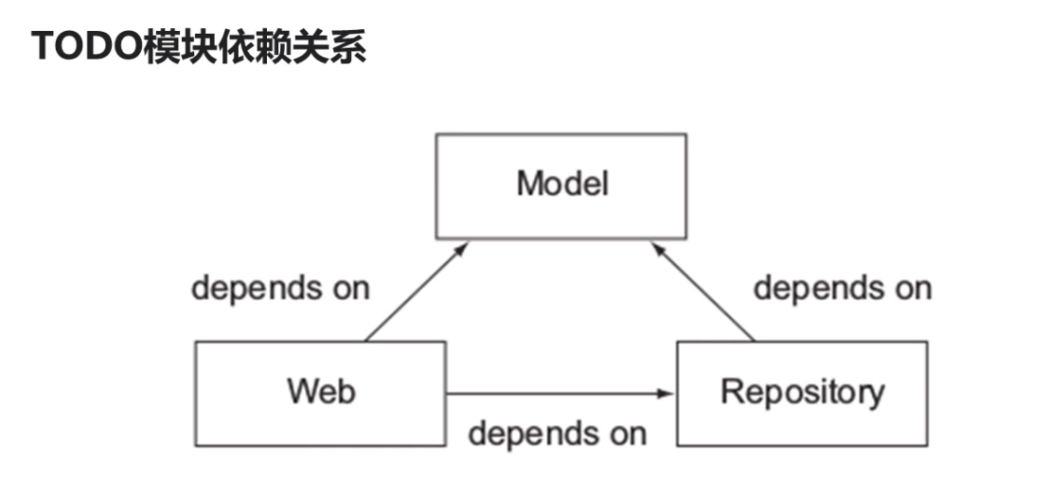 TODO模块依赖关系
Model
depends on
depends on
Web
Repository
depends on